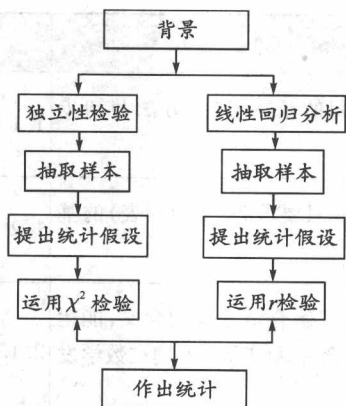 背景
独立性检验
线性回归分析
抽取样本
抽取样本
提出统计假设
提出统计假设
运用χ²检验
运用r检验
作出统计